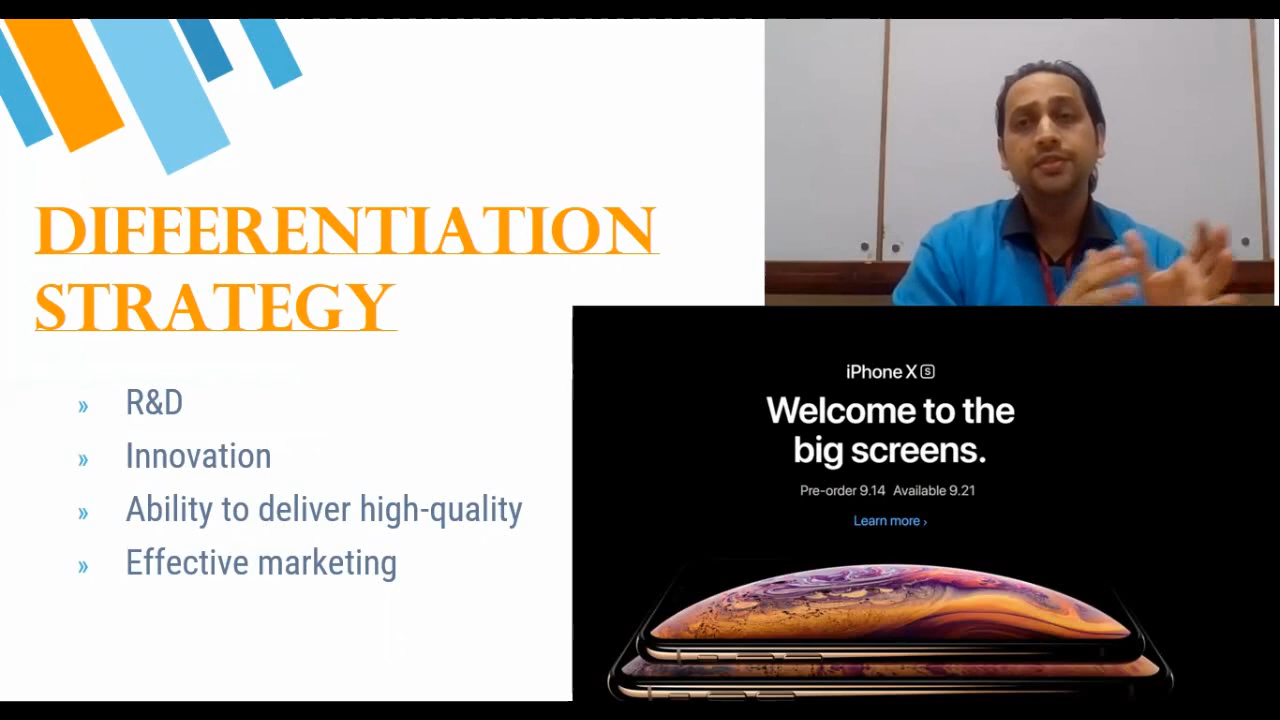 DIFFERENTIATION
STRATEGY
» R&D
» Innovation
» Ability to deliver high-quality
» Effective marketing
iPhone XS
Welcome to the
big screens.
Pre-order 9.14 Available 9.21
Learn more ›